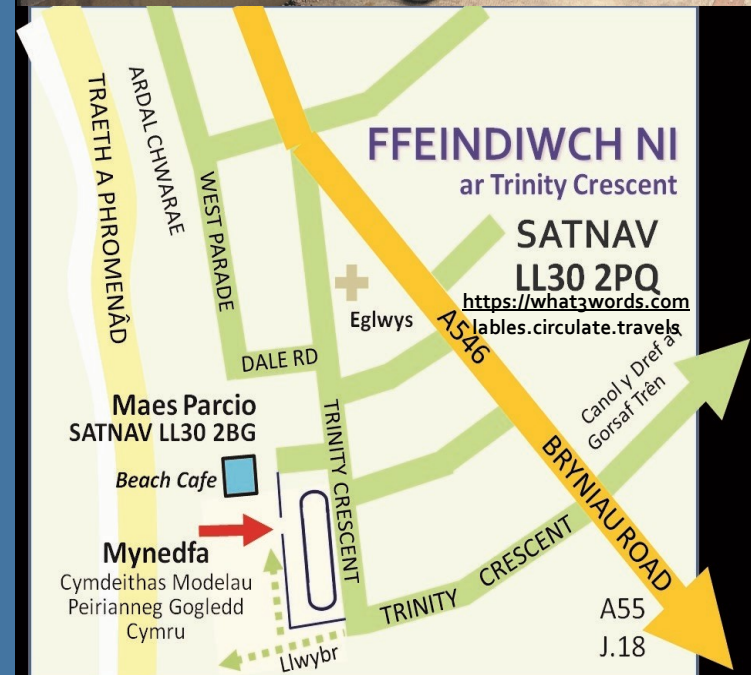 FFEINDIWCH NI
ar Trinity Crescent
SATNAV
LL30 2PQ
https://what3words.com
lables.circulate.travels
TRAETH A PHROMENÂD
ARDAL CHWARAE
WEST PARADE
Eglwys
A546
DALE RD
Canol y Dref a'r
Gorsaf Trên
Maes Parcio
SATNAV LL30 2BG
Beach Cafe
TRINITY CRESCENT
BRYNIAU ROAD
Mynedfa
Cymdeithas Modelau
Peirianneg Gogledd
Cymru
TRINITY CRESCENT
A55
J.18
Llwybr